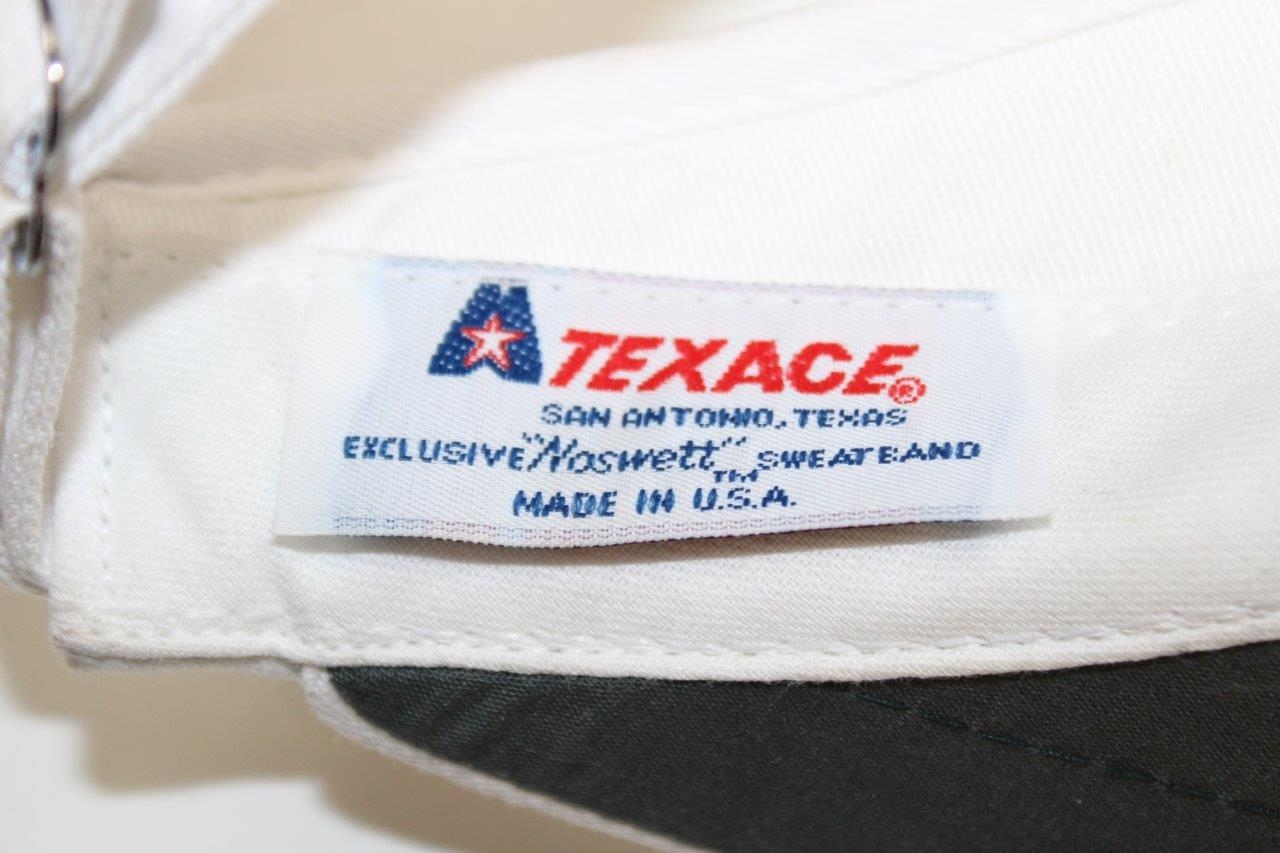 TEXACE®
SAN ANTONIO, TEXAS
EXCLUSIVE "Noswett"™ SWEATBAND
MADE IN U.S.A.